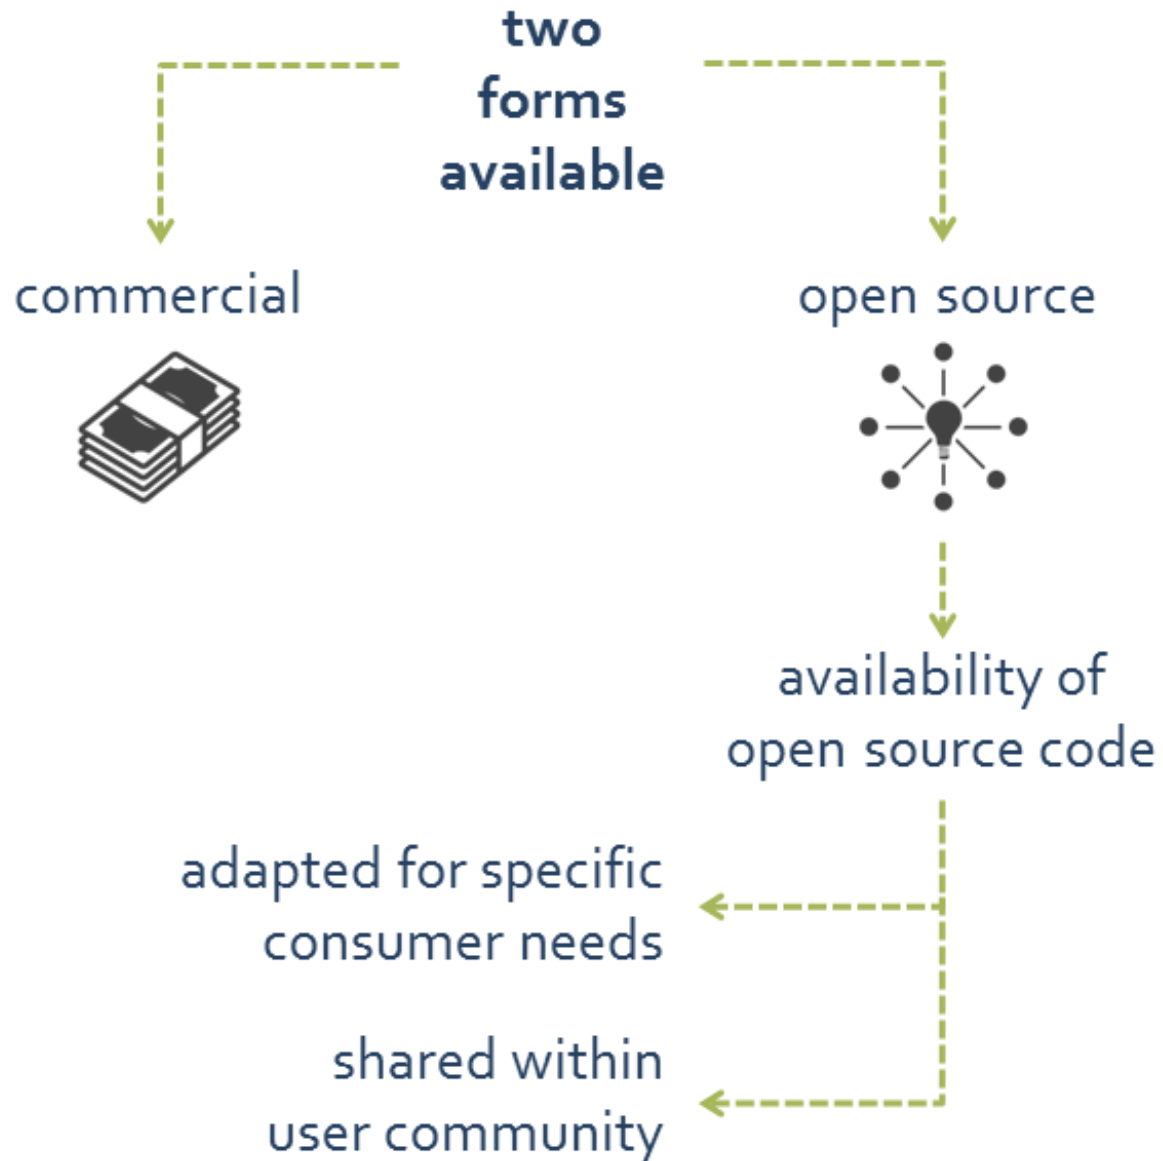 two
forms
available
commercial
open source
availability of
open source code
adapted for specific
consumer needs
shared within
user community